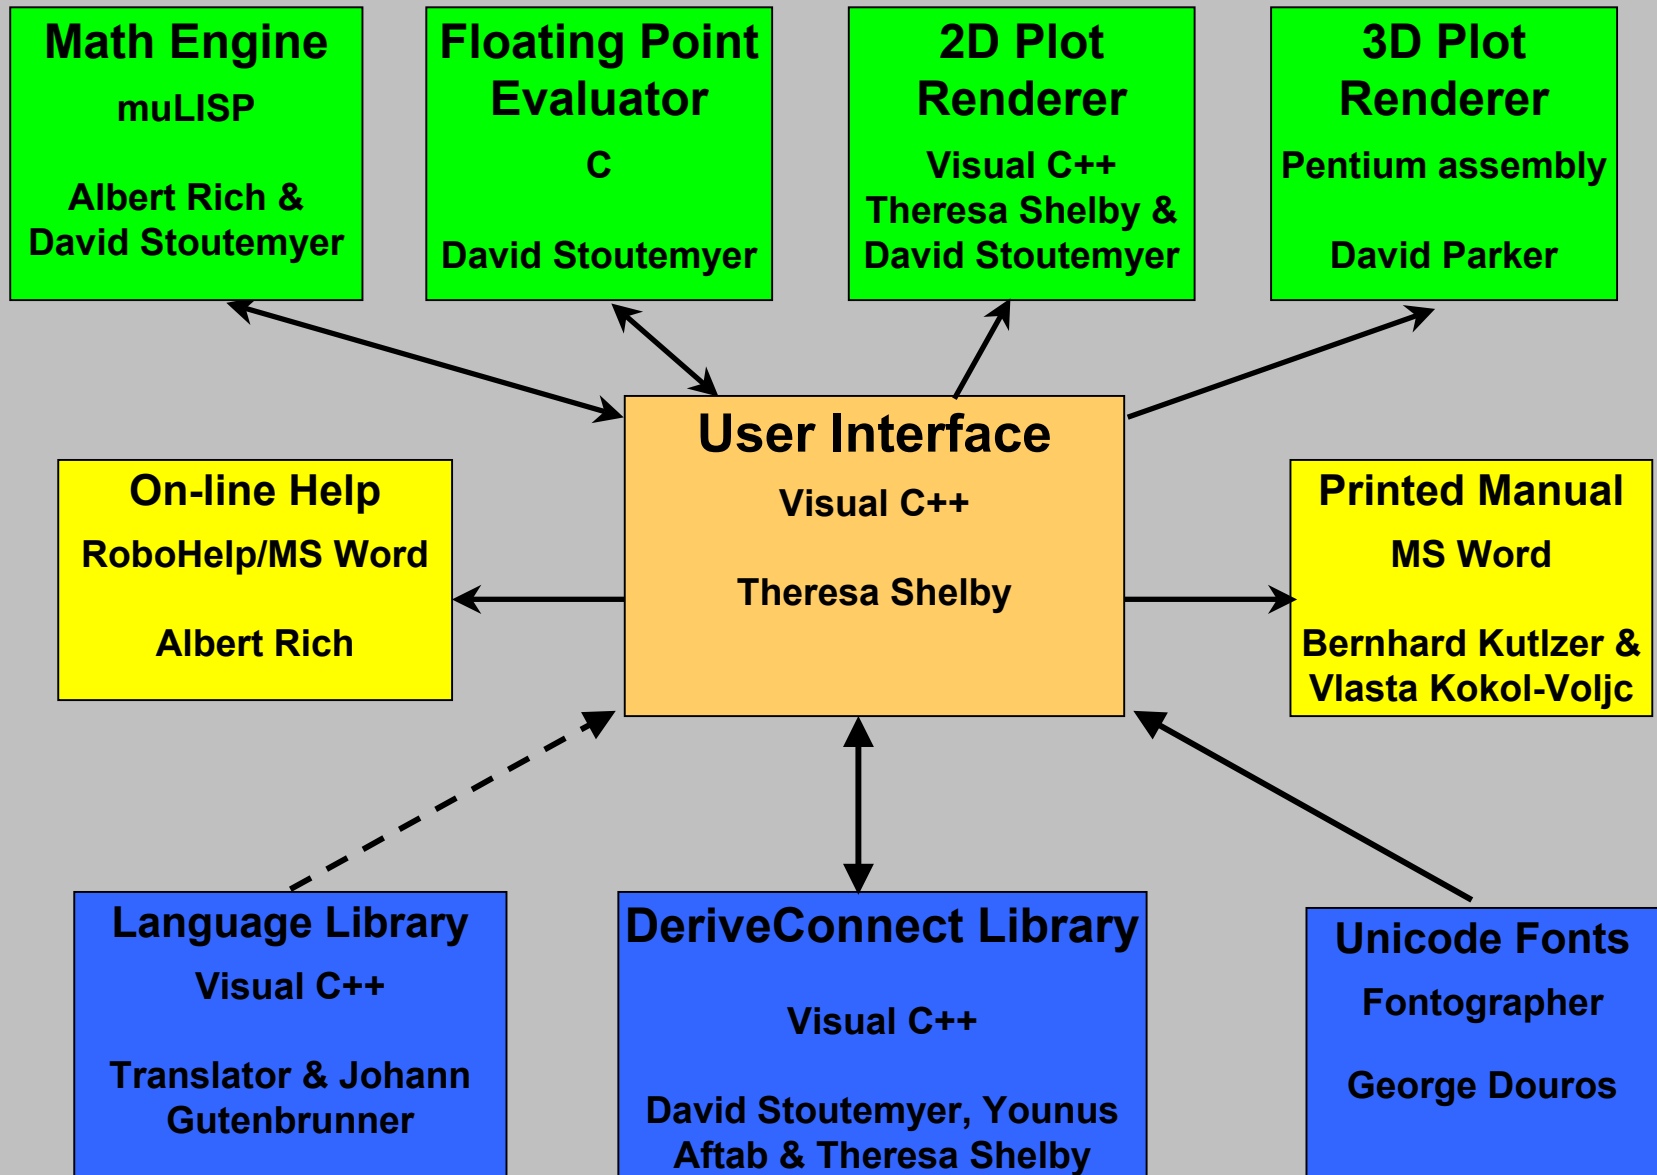 Math Engine
muLISP
Albert Rich &
David Stoutemyer
Floating Point
Evaluator
C
David Stoutemyer
2D Plot
Renderer
Visual C++
Theresa Shelby &
David Stoutemyer
3D Plot
Renderer
Pentium assembly
David Parker
User Interface
Visual C++
Theresa Shelby
On-line Help
RoboHelp/MS Word
Albert Rich
Printed Manual
MS Word
Bernhard Kutlzer &
Vlasta Kokol-Voljc
Language Library
Visual C++
Translator & Johann
Gutenbrunner
DeriveConnect Library
Visual C++
David Stoutemyer, Younus
Aftab & Theresa Shelby
Unicode Fonts
Fontographer
George Douros